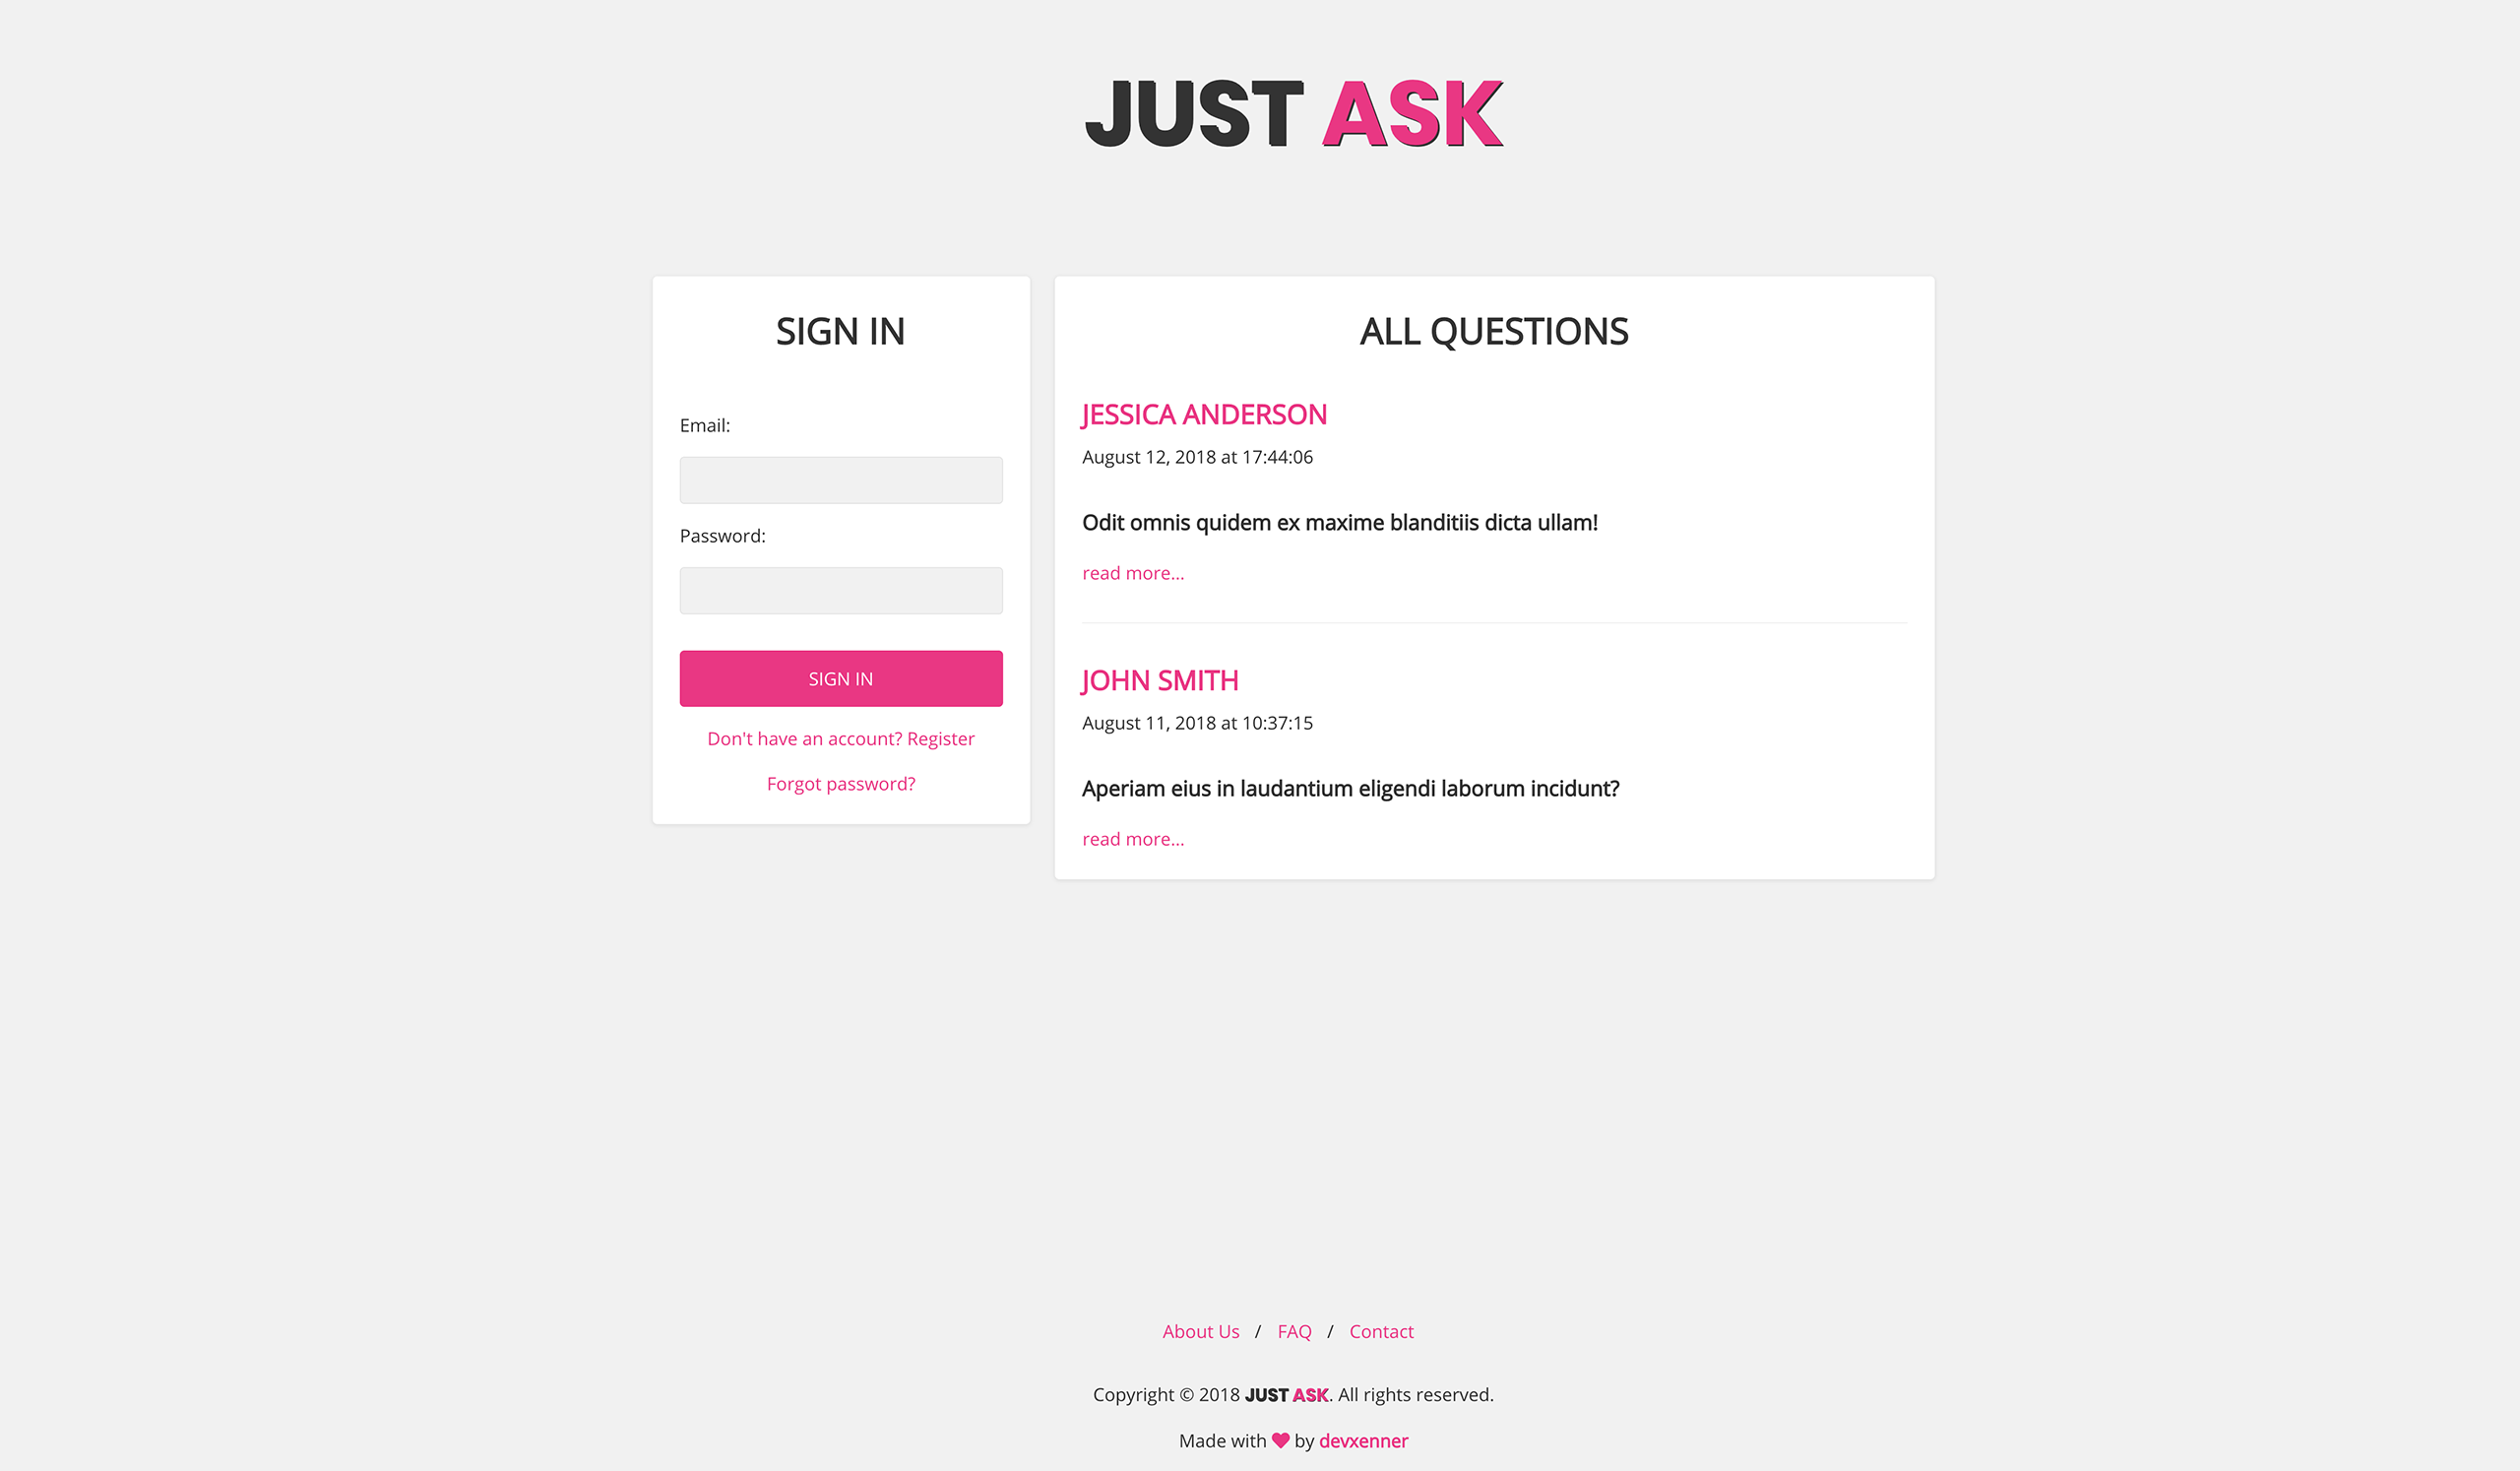 JUST ASK
SIGN IN
Email:
Password:
SIGN IN
Don't have an account? Register
Forgot password?
ALL QUESTIONS
JESSICA ANDERSON
August 12, 2018 at 17:44:06
Odit omnis quidem ex maxime blanditiis dicta ullam!
read more...
JOHN SMITH
August 11, 2018 at 10:37:15
Aperiam eius in laudantium eligendi laborum incidunt?
read more...
About Us / FAQ / Contact
Copyright © 2018 JUST ASK. All rights reserved.
Made with ♥ by devxenner